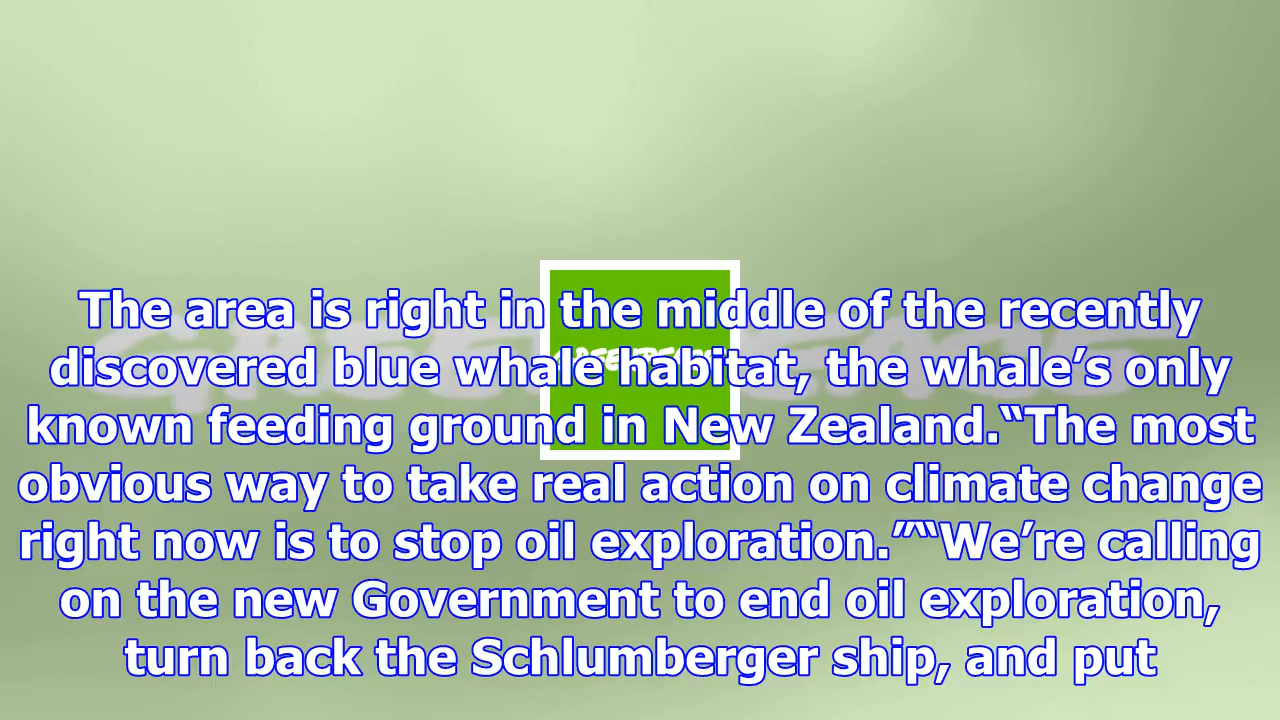 The area is right in the middle of the recently
discovered blue whale habitat, the whale’s only
known feeding ground in New Zealand.“The most
obvious way to take real action on climate change
right now is to stop oil exploration.”“We’re calling
on the new Government to end oil exploration,
turn back the Schlumberger ship, and put
GREENPEACE